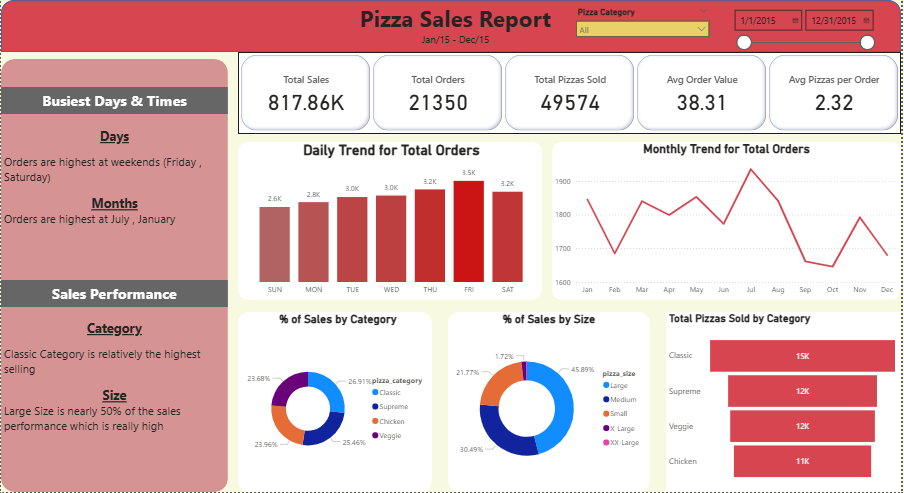 Pizza Sales Report
Jan/15 - Dec/15
Pizza Category
All
1/1/2015
12/31/2015
Busiest Days & Times
Days
Orders are highest at weekends (Friday ,
Saturday)
Months
Orders are highest at July , January
Sales Performance
Category
Classic Category is relatively the highest
selling
Size
Large Size is nearly 50% of the sales
performance which is really high
Total Sales
817.86K
Total Orders
21350
Total Pizzas Sold
49574
Avg Order Value
38.31
Avg Pizzas per Order
2.32
Daily Trend for Total Orders
2.6K
2.8K
3.0K
3.0K
3.2K
3.5K
3.2K
SUN
MON
TUE
WED
THU
FRI
SAT
Monthly Trend for Total Orders
1900
1800
1700
1600
Jan
Feb
Mar
Apr
May
Jun
Jul
Aug
Sep
Oct
Nov
Dec
% of Sales by Category
23.68%
26.91%
23.96%
25.46%
pizza_category
Classic
Supreme
Chicken
Veggie
% of Sales by Size
1.72%
21.77%
45.89%
30.49%
pizza_size
Large
Medium
Small
X-Large
XX-Large
Total Pizzas Sold by Category
Classic
15K
Supreme
12K
Veggie
12K
Chicken
11K